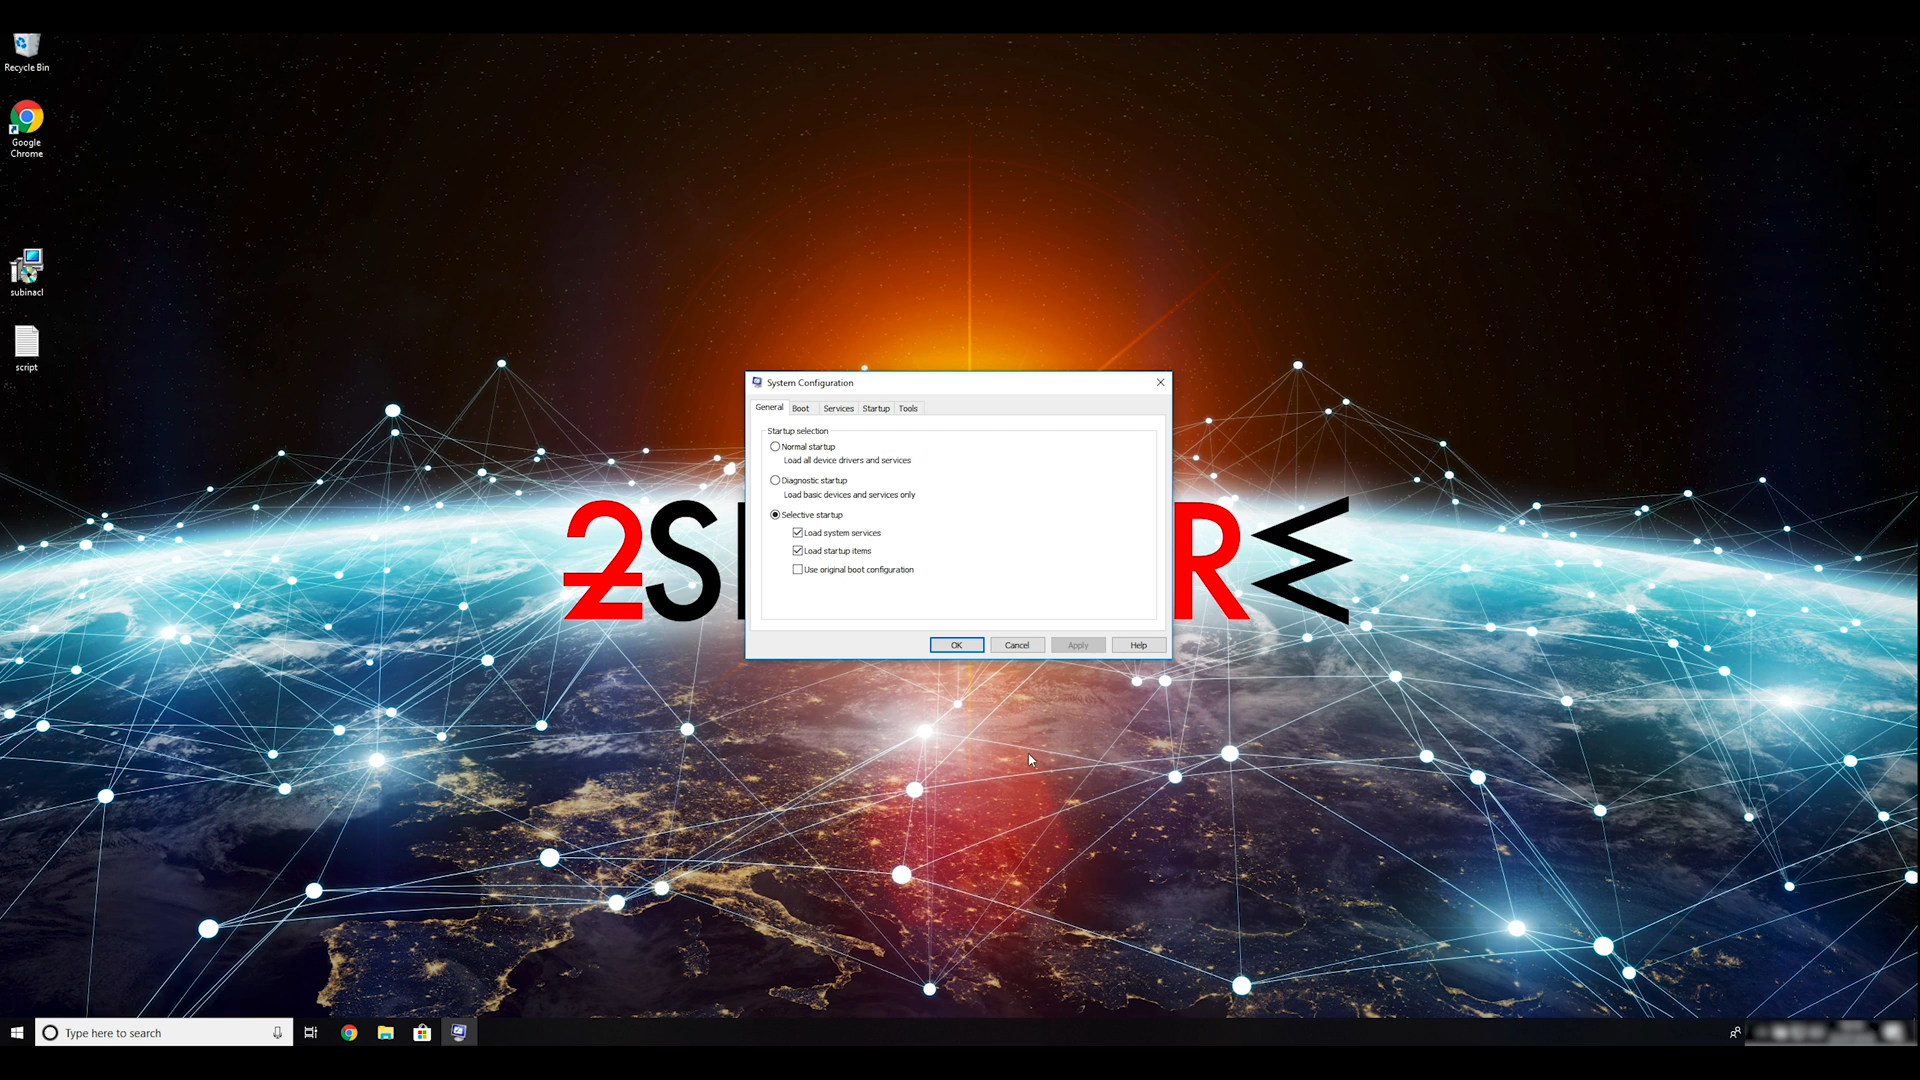 Recycle Bin
Google
Chrome
subinacl
script
System Configuration
General Boot Services Startup Tools
Startup selection
Normal startup
Load all device drivers and services
Diagnostic startup
Load basic devices and services only
Selective startup
Load system services
Load startup items
Use original boot configuration
OK Cancel Apply Help
Type here to search